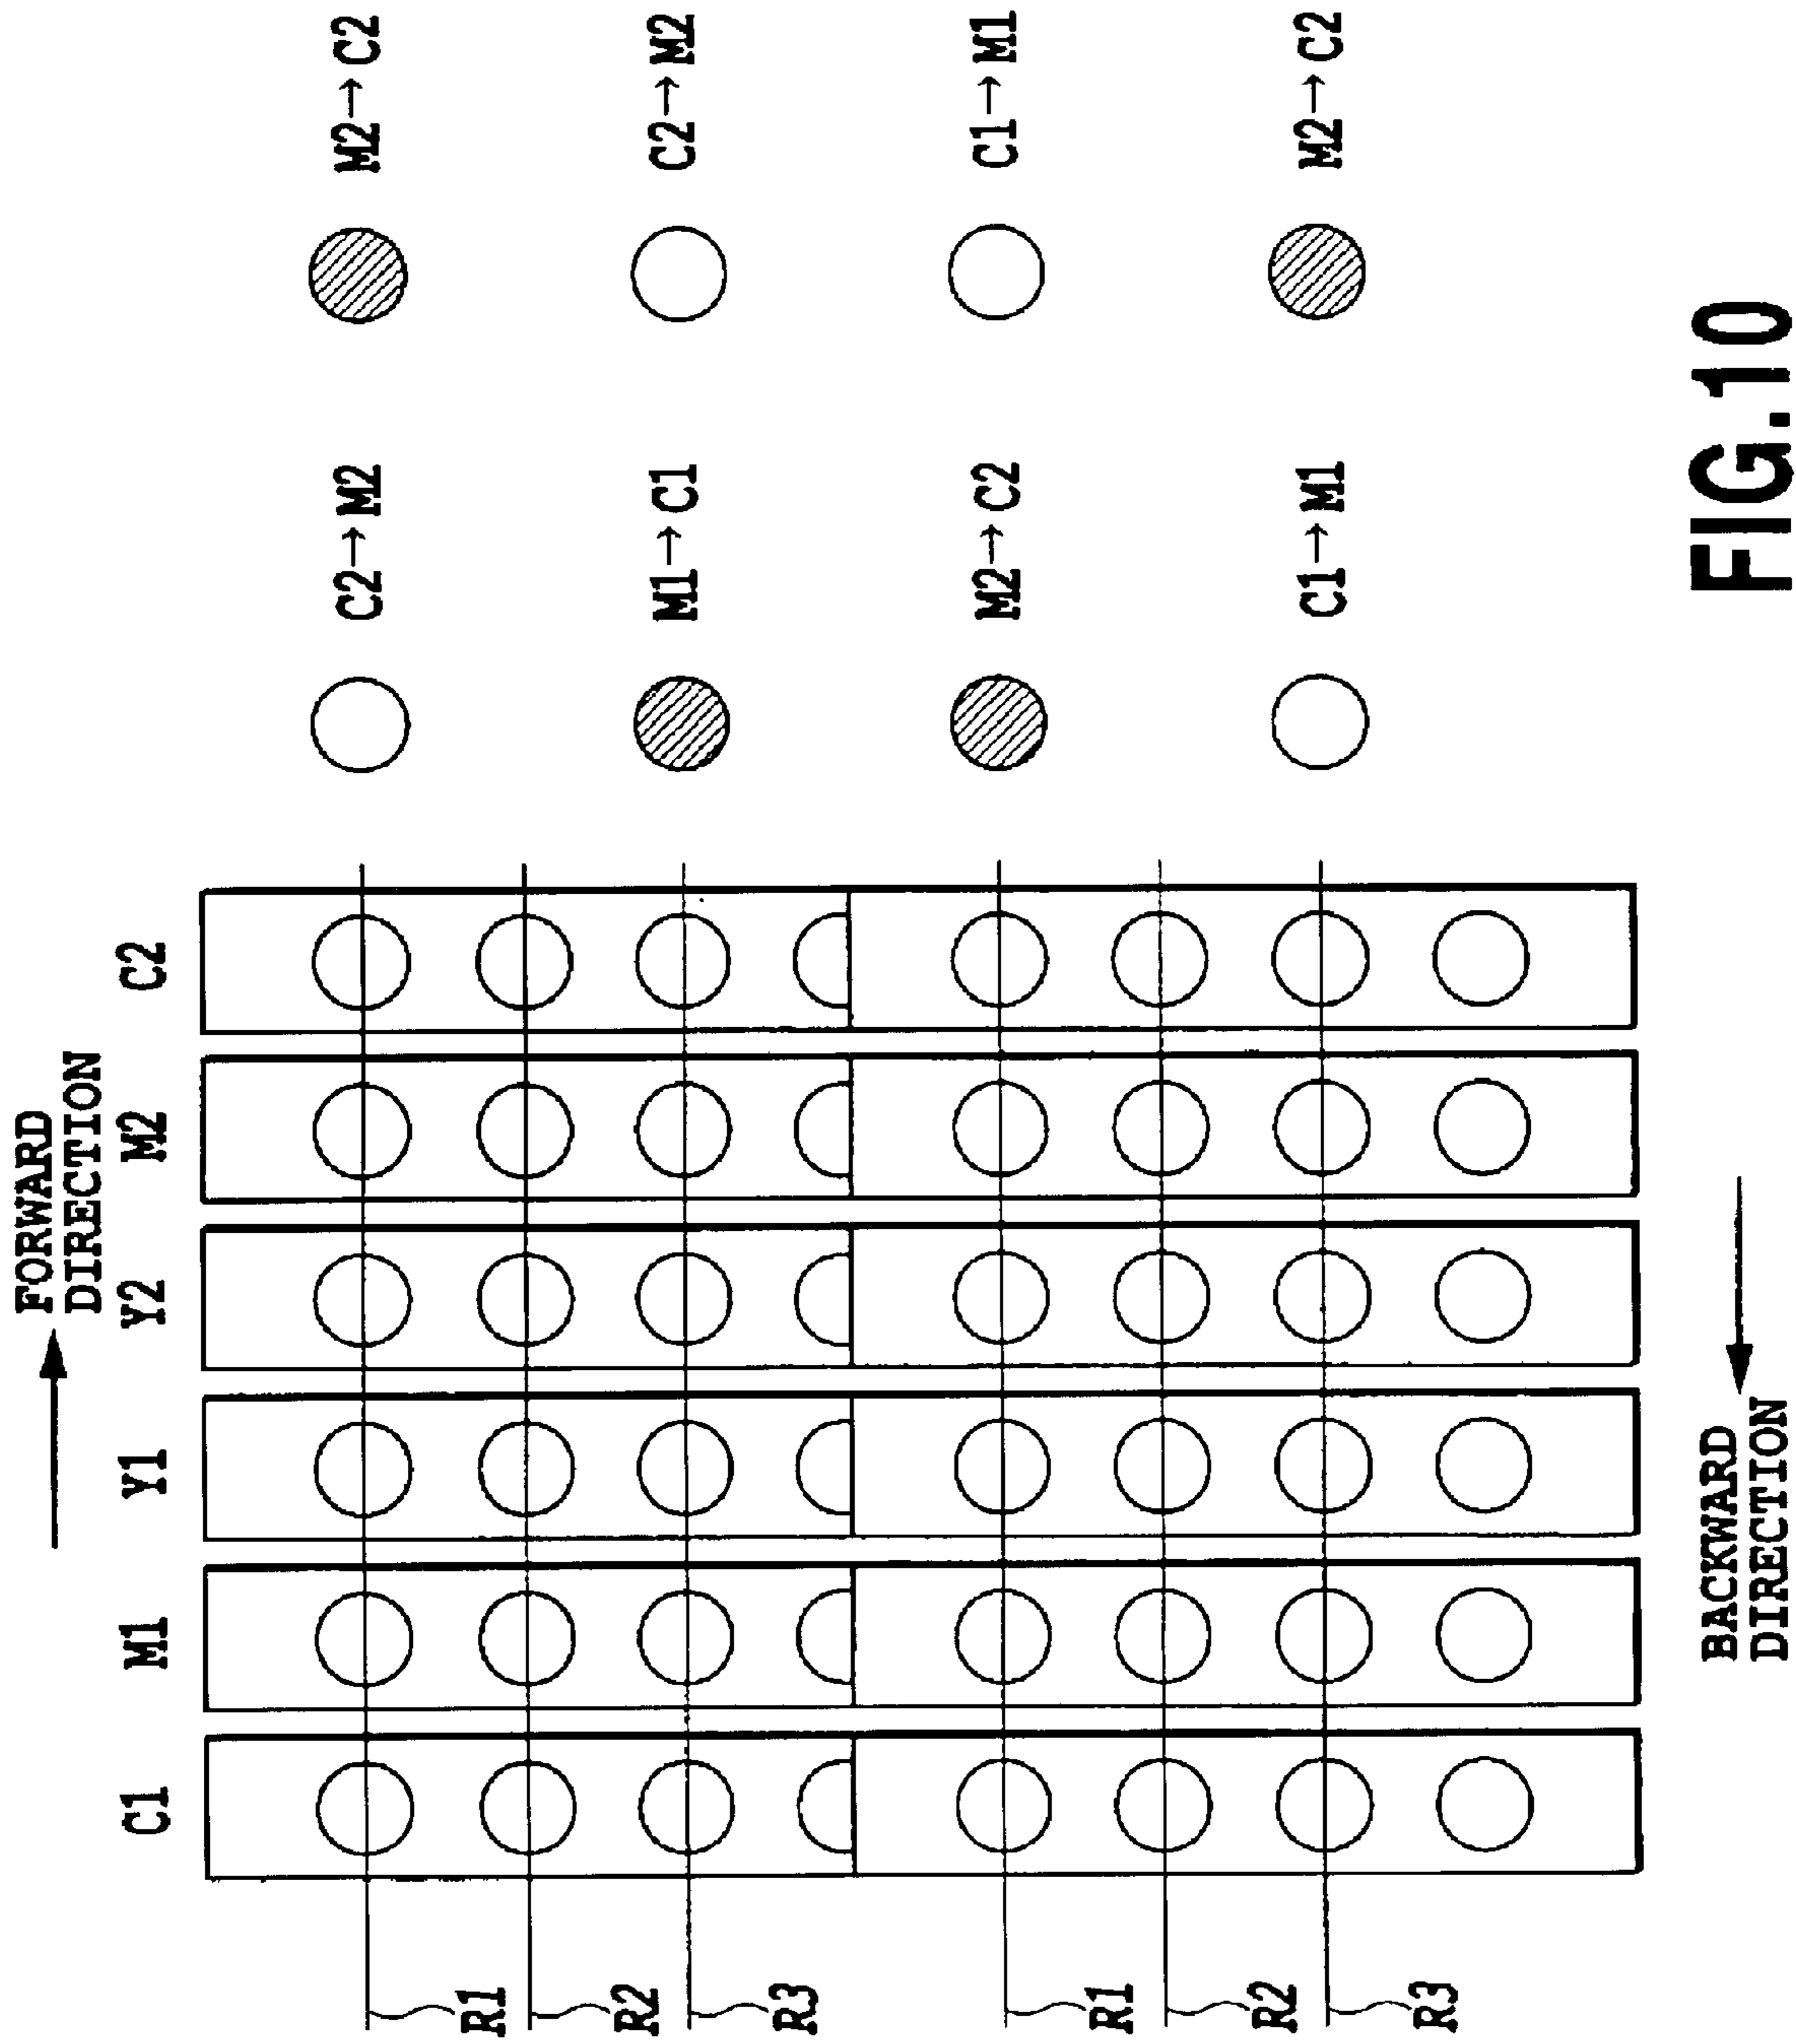 FORWARD
DIRECTION
C1 M1 Y1 Y2 M2 C2
R1
R2
R3
R1
R2
R3
C2→M2 M2→C2
M1→C1 C2→M2
M2→C2 C1→M1
C1→M1 M2→C2
BACKWARD
DIRECTION
FIG.10